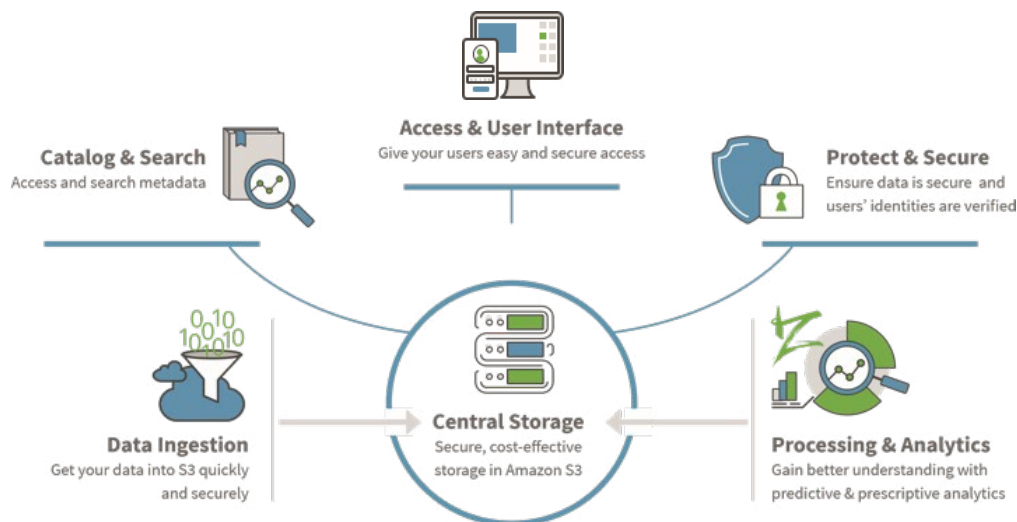 Access & User Interface
Give your users easy and secure access
Catalog & Search
Access and search metadata
Protect & Secure
Ensure data is secure and
users' identities are verified
010
10010
1010
Data Ingestion
Get your data into S3 quickly
and securely
Central Storage
Secure, cost-effective
storage in Amazon S3
Processing & Analytics
Gain better understanding with
predictive & prescriptive analytics